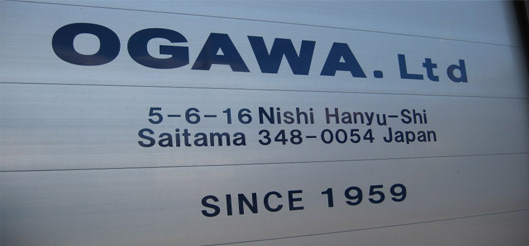 OGAWA. Ltd
5-6-16 Nishi Hanyu-Shi
Saitama 348-0054 Japan
SINCE 1959